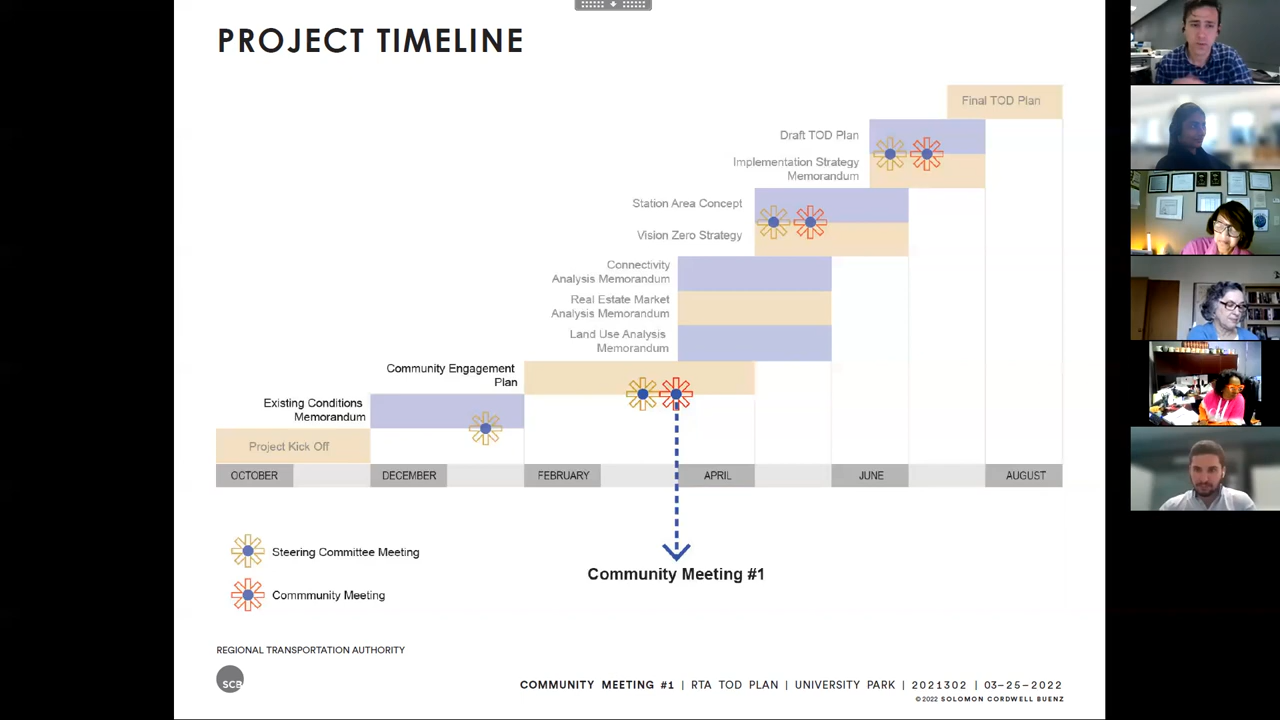 PROJECT TIMELINE
Final TOD Plan
Draft TOD Plan
Implementation Strategy
Memorandum
Station Area Concept
Vision Zero Strategy
Connectivity
Analysis Memorandum
Real Estate Market
Analysis Memorandum
Land Use Analysis
Memorandum
Community Engagement
Plan
Existing Conditions
Memorandum
Project Kick Off
OCTOBER DECEMBER FEBRUARY APRIL JUNE AUGUST
Steering Committee Meeting
Commmunity Meeting
Community Meeting #1
REGIONAL TRANSPORTATION AUTHORITY
SCB
COMMUNITY MEETING #1 | RTA TOD PLAN | UNIVERSITY PARK | 2021302 | 03-25-2022
©2022 SOLOMON CORDWELL BUENZ